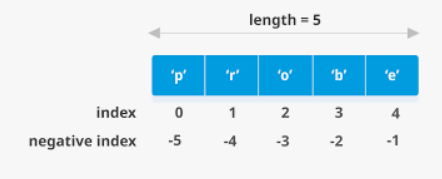 length = 5
‘p’ ‘r’ ‘o’ ‘b’ ‘e’
index 0 1 2 3 4
negative index -5 -4 -3 -2 -1